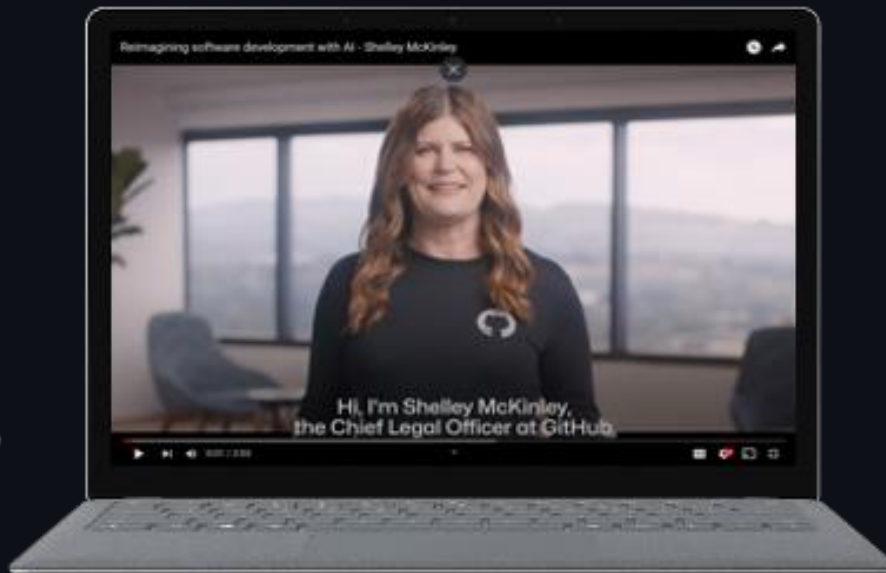 Reimagining software development with AI - Shelley McKinley
Hi, I'm Shelley McKinley,
the Chief Legal Officer at GitHub,